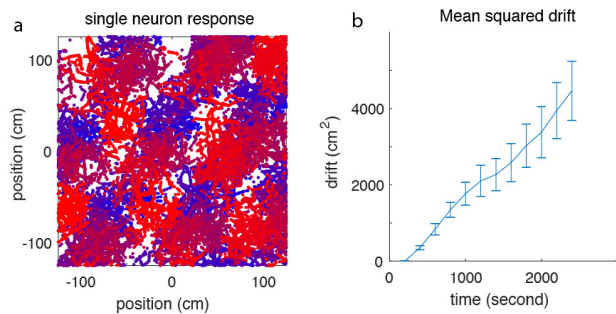 a
single neuron response
100
0
-100
position (cm)
-100
0
100
position (cm)
b
Mean squared drift
4000
2000
0
drift (cm²)
0
1000
2000
time (second)